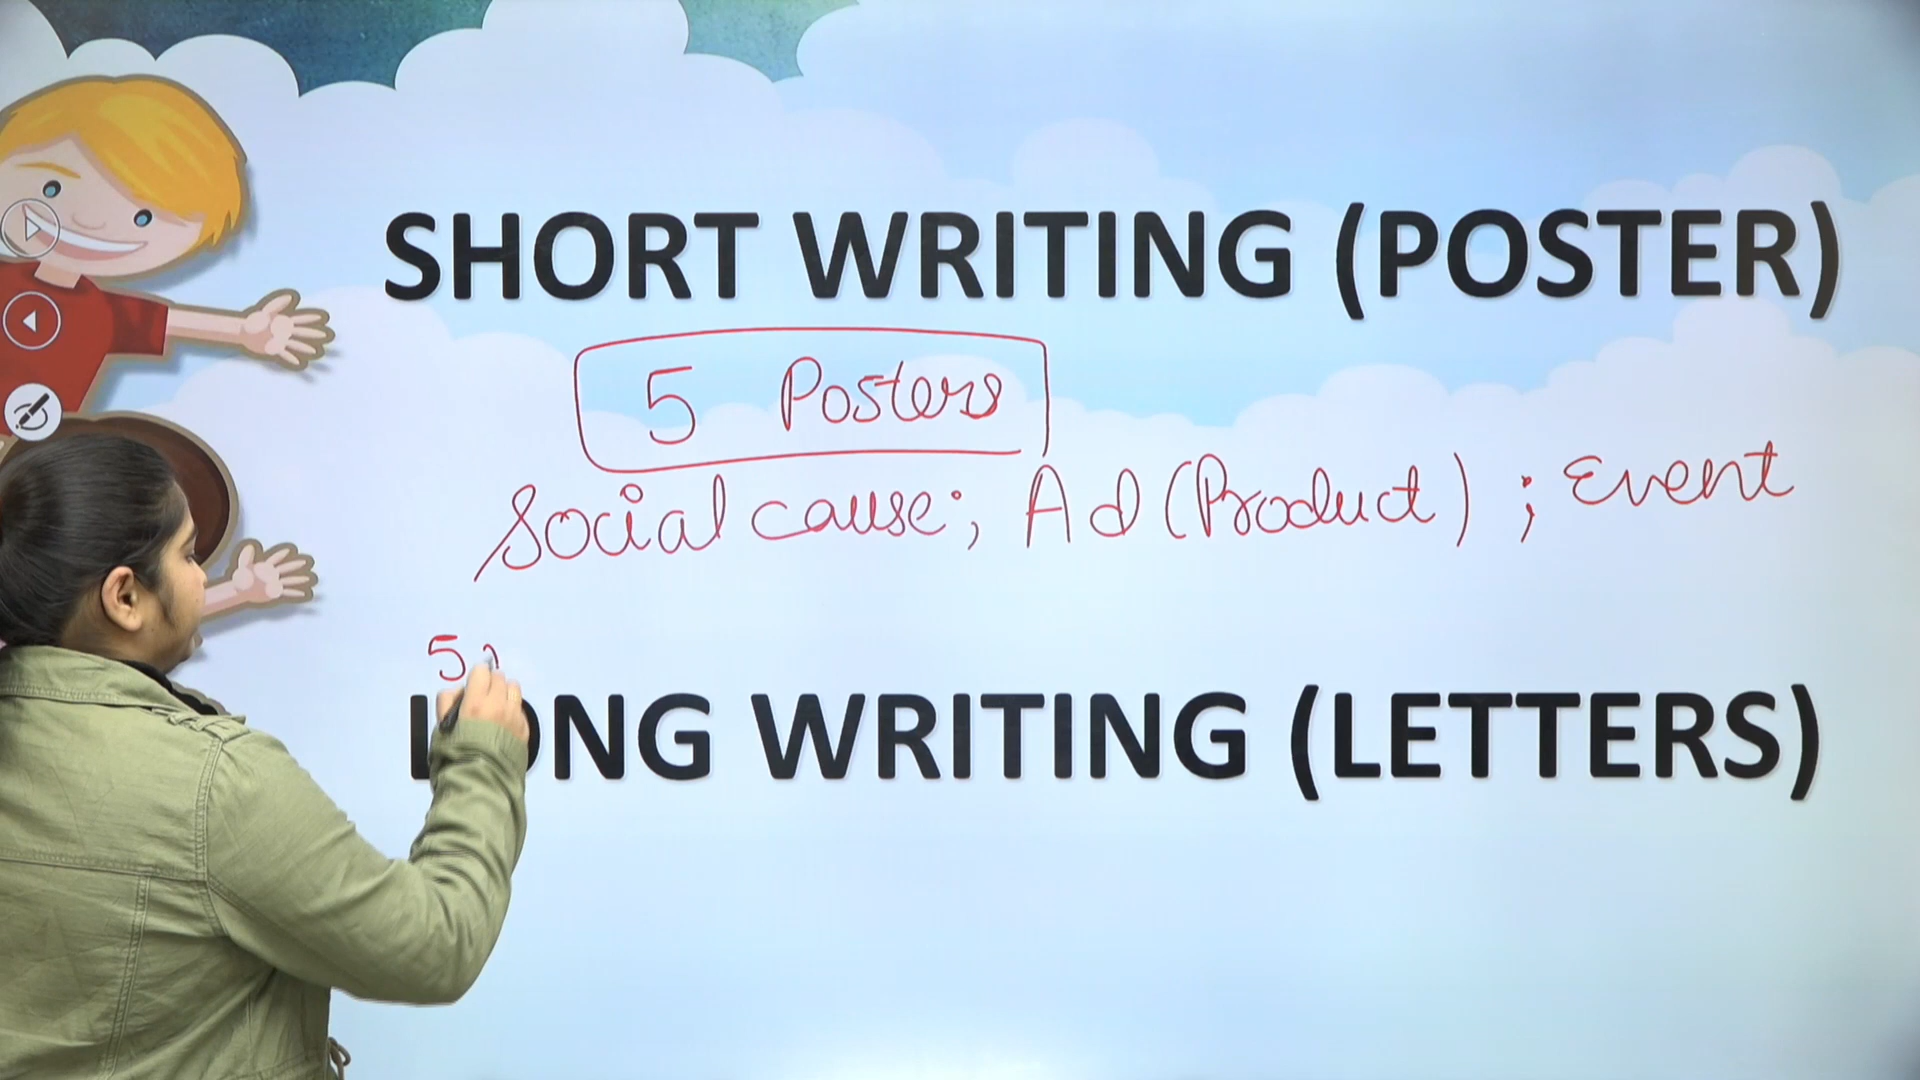 SHORT WRITING (POSTER)
5 Posters
Social cause; Ad (Product) ; Event
5
LONG WRITING (LETTERS)